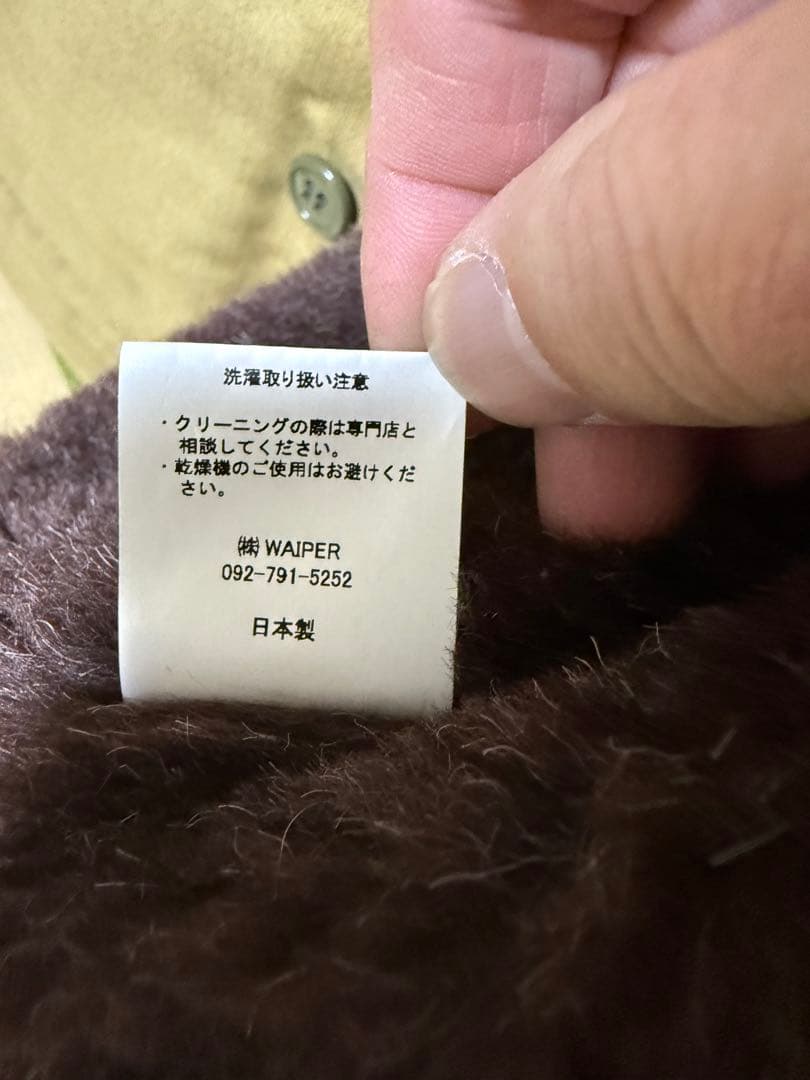 洗濯取り扱い注意
・クリーニングの際は専門店と
相談してください。
・乾燥機のご使用はお避けくだ
さい。
㈱ WAIPER
092-791-5252
日本製